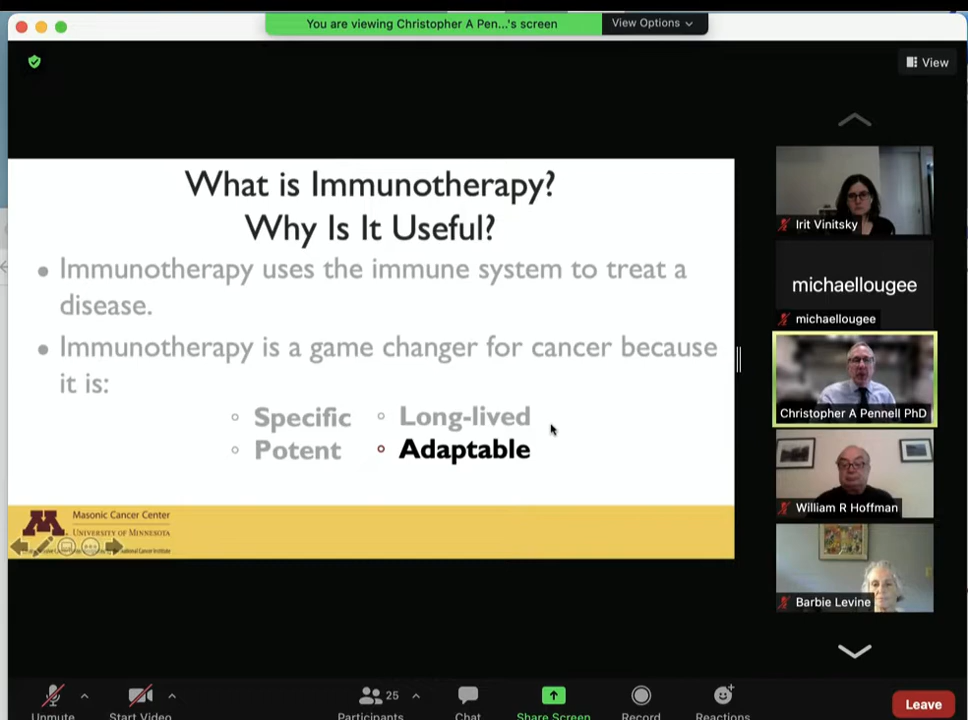 You are viewing Christopher A Pen...'s screen
View Options
View
What is Immunotherapy?
Why Is It Useful?
• Immunotherapy uses the immune system to treat a
disease.
• Immunotherapy is a game changer for cancer because
it is:
◦ Specific ◦ Long-lived
◦ Potent ◦ Adaptable
M
Masonic Cancer Center
University of Minnesota
National Cancer Institute
Irit Vinitsky
michaellougee
michaellougee
Christopher A Pennell PhD
William R Hoffman
Barbie Levine
Unmute
Start Video
25
Participants
Chat
Share Screen
Record
Reactions
Leave